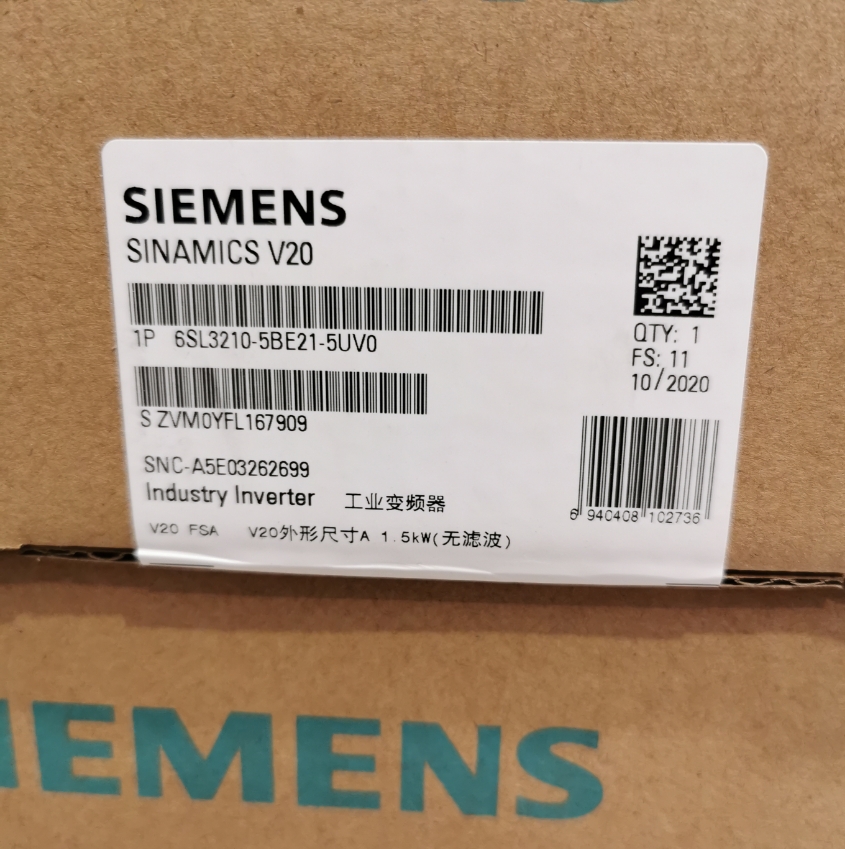 SIEMENS
SINAMICS V20
1P 6SL3210-5BE21-5UV0
QTY: 1
FS: 11
10/2020
S ZVM0YFL167909
SNC-A5E03262699
Industry Inverter 工业变频器
6 940408 102736
V20 FSA V20外形尺寸A 1.5kW(无滤波)
SIEMENS